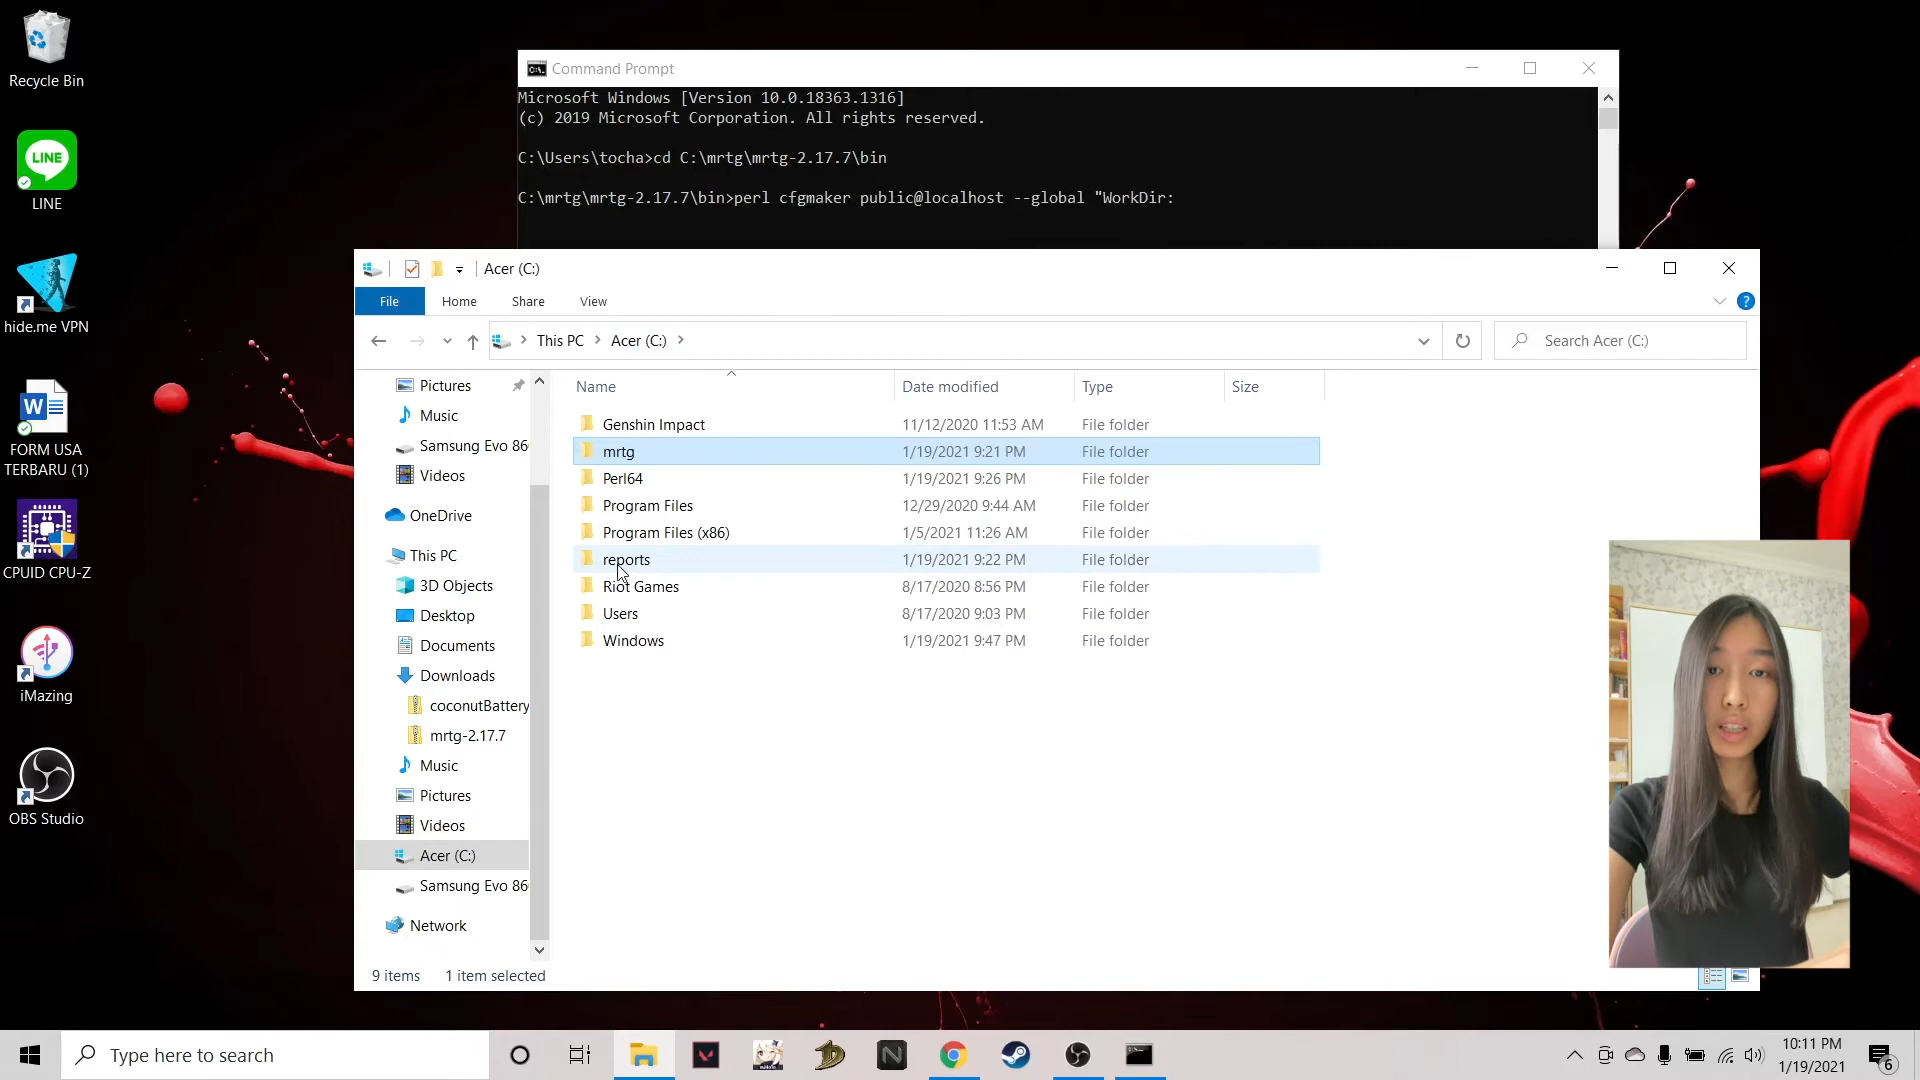 Recycle Bin
LINE
LINE
hide.me VPN
FORM USA
TERBARU (1)
CPUID CPU-Z
iMazing
OBS Studio
Command Prompt
Microsoft Windows [Version 10.0.18363.1316]
(c) 2019 Microsoft Corporation. All rights reserved.
C:\Users\tocha>cd C:\mrtg\mrtg-2.17.7\bin
C:\mrtg\mrtg-2.17.7\bin>perl cfgmaker public@localhost --global "WorkDir:
Acer (C:)
File Home Share View
This PC Acer (C:)
Search Acer (C:)
Pictures
Music
Samsung Evo 86
Videos
OneDrive
This PC
3D Objects
Desktop
Documents
Downloads
coconutBattery
mrtg-2.17.7
Music
Pictures
Videos
Acer (C:)
Samsung Evo 86
Network
Name Date modified Type Size
Genshin Impact 11/12/2020 11:53 AM File folder
mrtg 1/19/2021 9:21 PM File folder
Perl64 1/19/2021 9:26 PM File folder
Program Files 12/29/2020 9:44 AM File folder
Program Files (x86) 1/5/2021 11:26 AM File folder
reports 1/19/2021 9:22 PM File folder
Riot Games 8/17/2020 8:56 PM File folder
Users 8/17/2020 9:03 PM File folder
Windows 1/19/2021 9:47 PM File folder
9 items 1 item selected
Type here to search
10:11 PM
1/19/2021
6